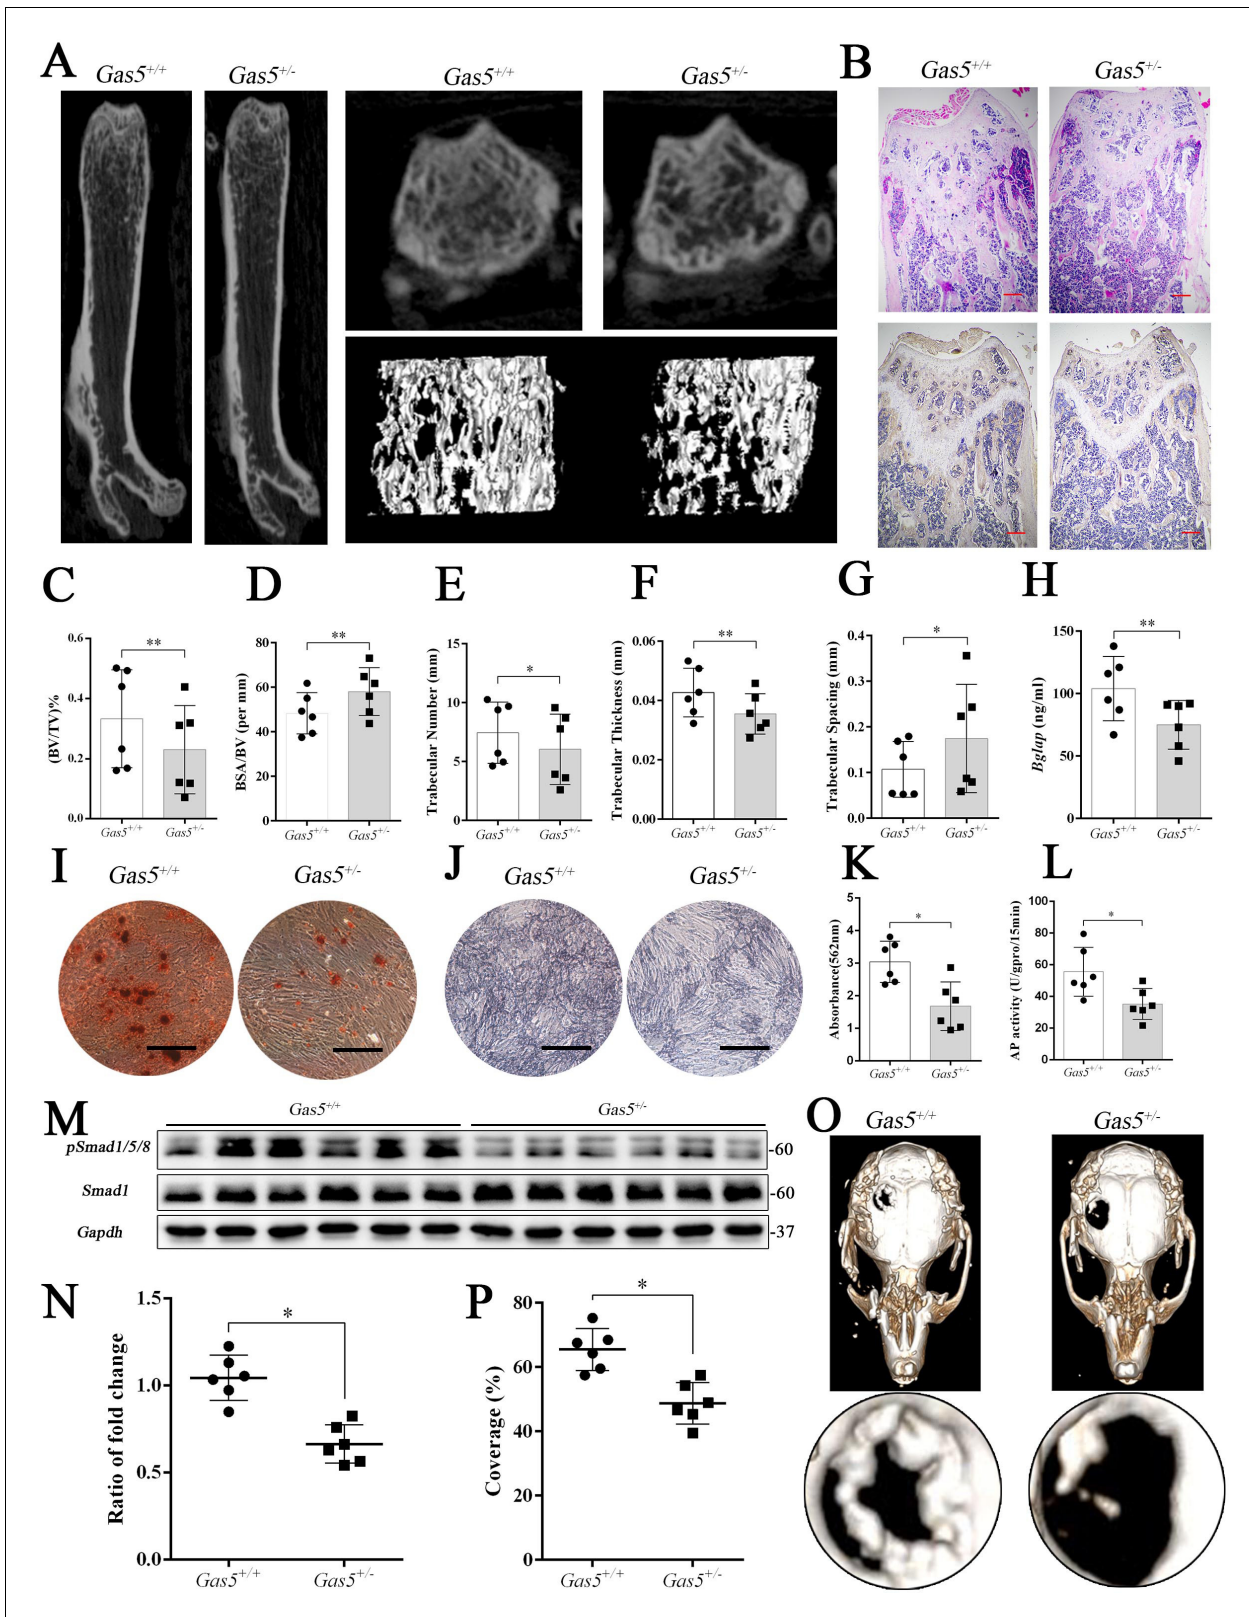 A
Gas5+/+
Gas5+/-
Gas5+/+
Gas5+/-
B
Gas5+/+
Gas5+/-
C
(BV/TV)%
0.6
0.4
0.2
0.0
**
Gas5+/+
Gas5+/-
D
BSA/BV (per mm)
80
60
40
20
0
**
Gas5+/+
Gas5+/-
E
Trabecular Number (mm)
15
10
5
0
*
Gas5+/+
Gas5+/-
F
Trabecular Thickness (mm)
0.06
0.04
0.02
0.00
**
Gas5+/+
Gas5+/-
G
Trabecular Spacing (mm)
0.4
0.3
0.2
0.1
0.0
*
Gas5+/+
Gas5+/-
H
Bglap (ng/ml)
150
100
50
0
**
Gas5+/+
Gas5+/-
I
Gas5+/+
Gas5+/-
J
Gas5+/+
Gas5+/-
K
Absorbance(562nm)
5
4
3
2
1
0
*
Gas5+/+
Gas5+/-
L
AP activity (U/gpro/15min)
100
80
60
40
20
0
*
Gas5+/+
Gas5+/-
M
Gas5+/+
Gas5+/-
pSmad1/5/8
-60
Smad1
-60
Gapdh
-37
N
Ratio of fold change
1.5
1.0
0.5
0.0
*
Gas5+/+
Gas5+/-
P
Coverage (%)
80
60
40
20
0
*
Gas5+/+
Gas5+/-
O
Gas5+/+
Gas5+/-